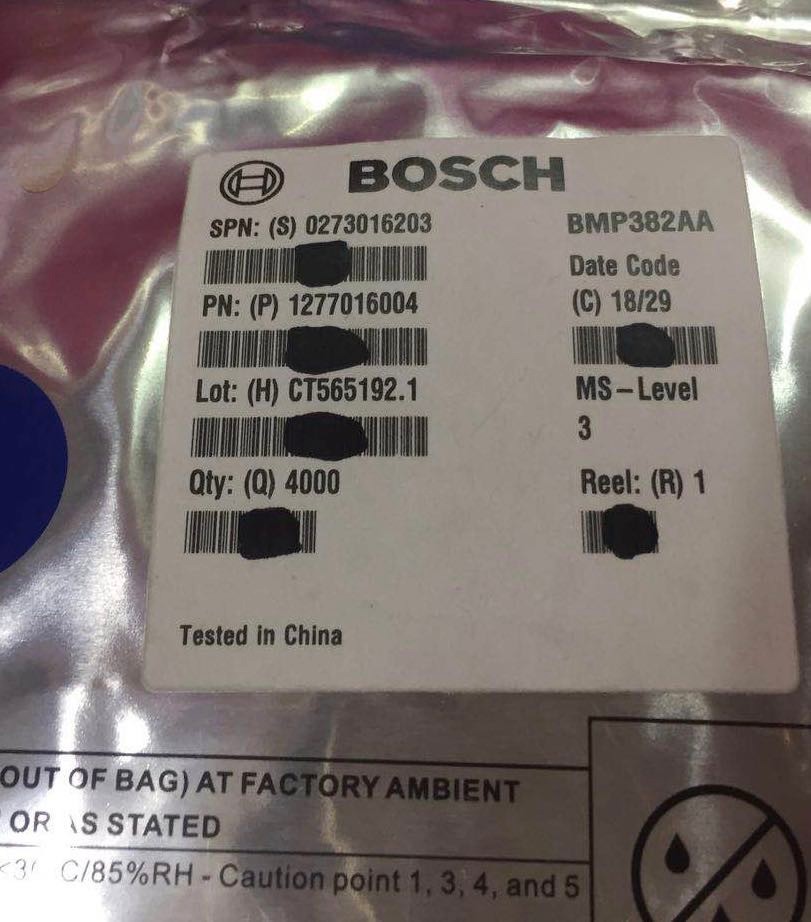 BOSCH
SPN: (S) 0273016203
BMP382AA
PN: (P) 1277016004
Date Code
(C) 18/29
Lot: (H) CT565192.1
MS-Level
3
Qty: (Q) 4000
Reel: (R) 1
Tested in China
OUT OF BAG) AT FACTORY AMBIENT
OR AS STATED
C/85%RH - Caution point 1, 3, 4, and 5